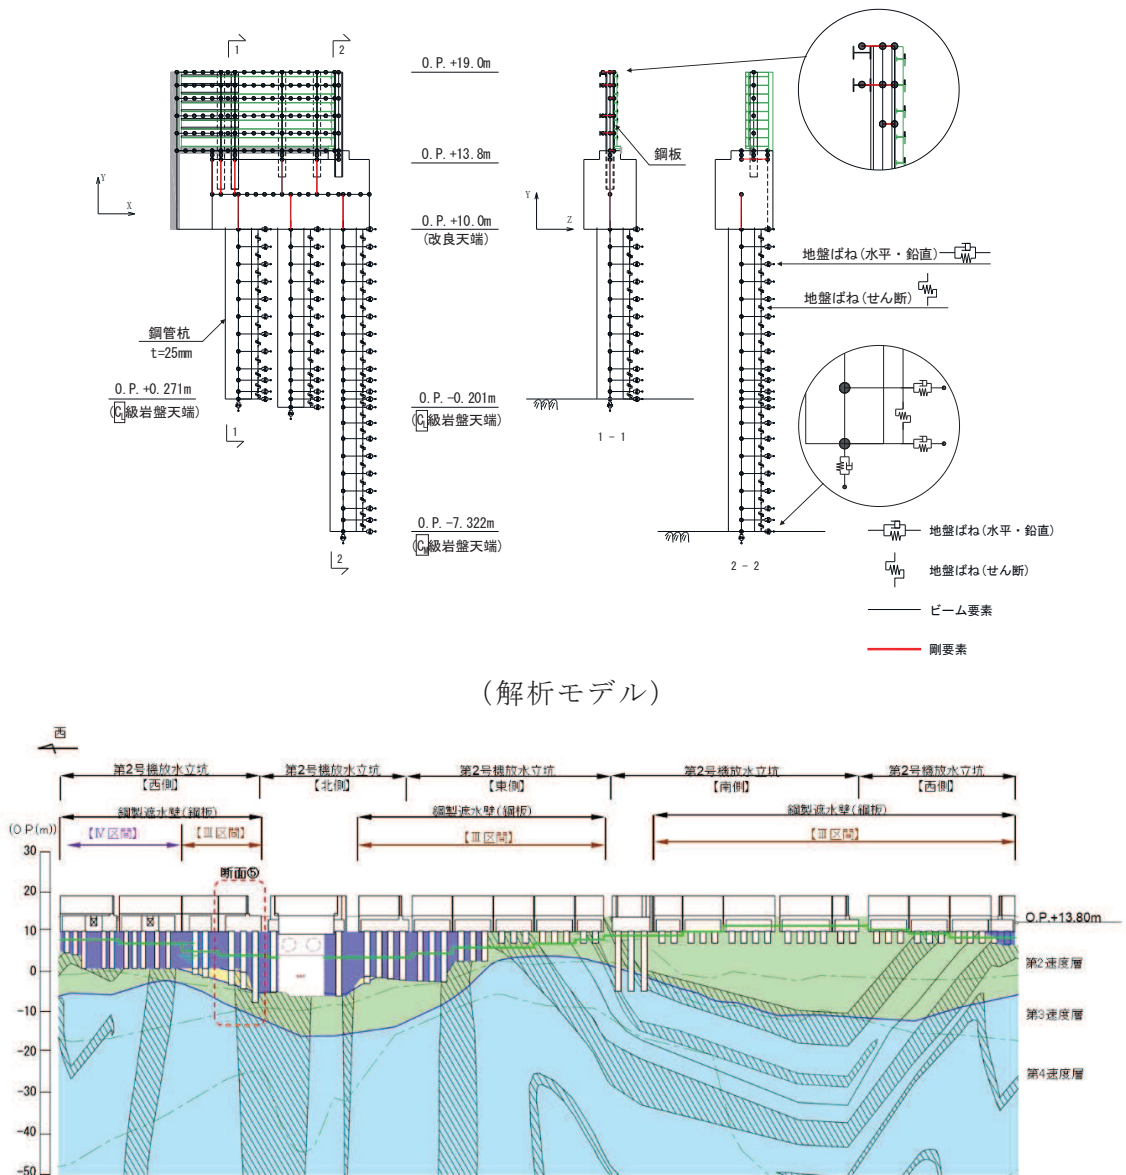 1
2
O.P.+19.0m
鋼板
O.P.+13.8m
Y
X
O.P.+10.0m
(改良天端)
Y
Z
地盤ばね(水平・鉛直)
地盤ばね(せん断)
鋼管杭
t=25mm
O.P.+0.271m
(CL級岩盤天端)
O.P.-0.201m
(CL級岩盤天端)
1
1 - 1
O.P.-7.322m
級岩盤天端)
2
2 - 2
地盤ばね(水平・鉛直)
地盤ばね(せん断)
ビーム要素
剛要素
(解析モデル)
西
第2号機放水立坑
【西側】
第2号機放水立坑
【北側】
第2号機放水立坑
【東側】
第2号機放水立坑
【南側】
第2号機放水立坑
【西側】
鋼製遮水壁(鋼板)
鋼製遮水壁(鋼板)
鋼製遮水壁(鋼板)
(O P(m))
【Ⅳ区間】
【Ⅲ区間】
【Ⅲ区間】
【Ⅲ区間】
断面⑤
30
20
10
0
-10
-20
-30
-40
-50
O.P.+13.80m
第2速度層
第3速度層
第4速度層